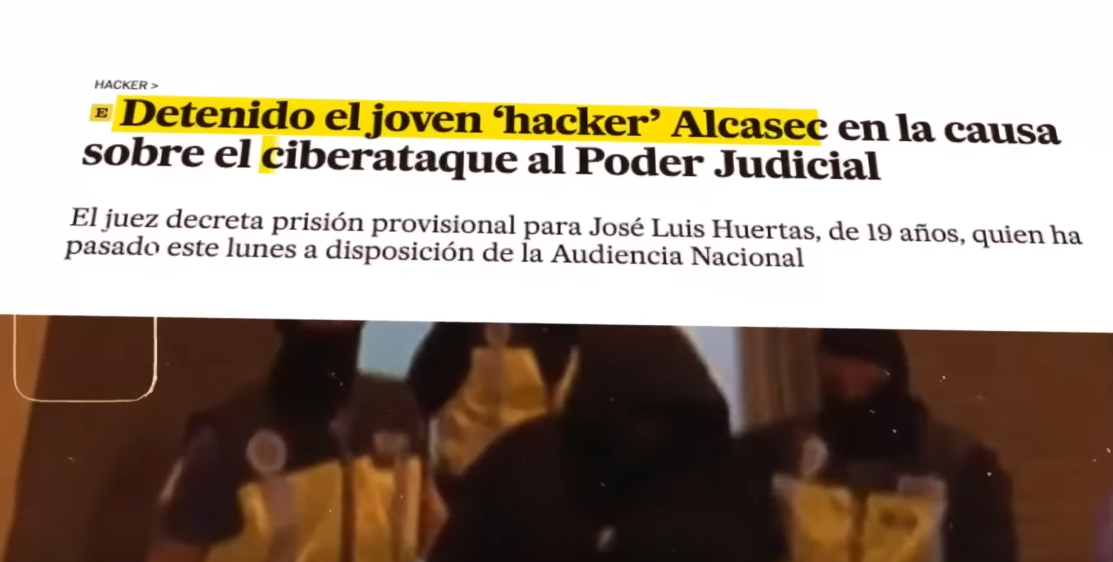 HACKER >
E Detenido el joven ‘hacker’ Alcasec en la causa
sobre el ciberataque al Poder Judicial
El juez decreta prisión provisional para José Luis Huertas, de 19 años, quien ha
pasado este lunes a disposición de la Audiencia Nacional